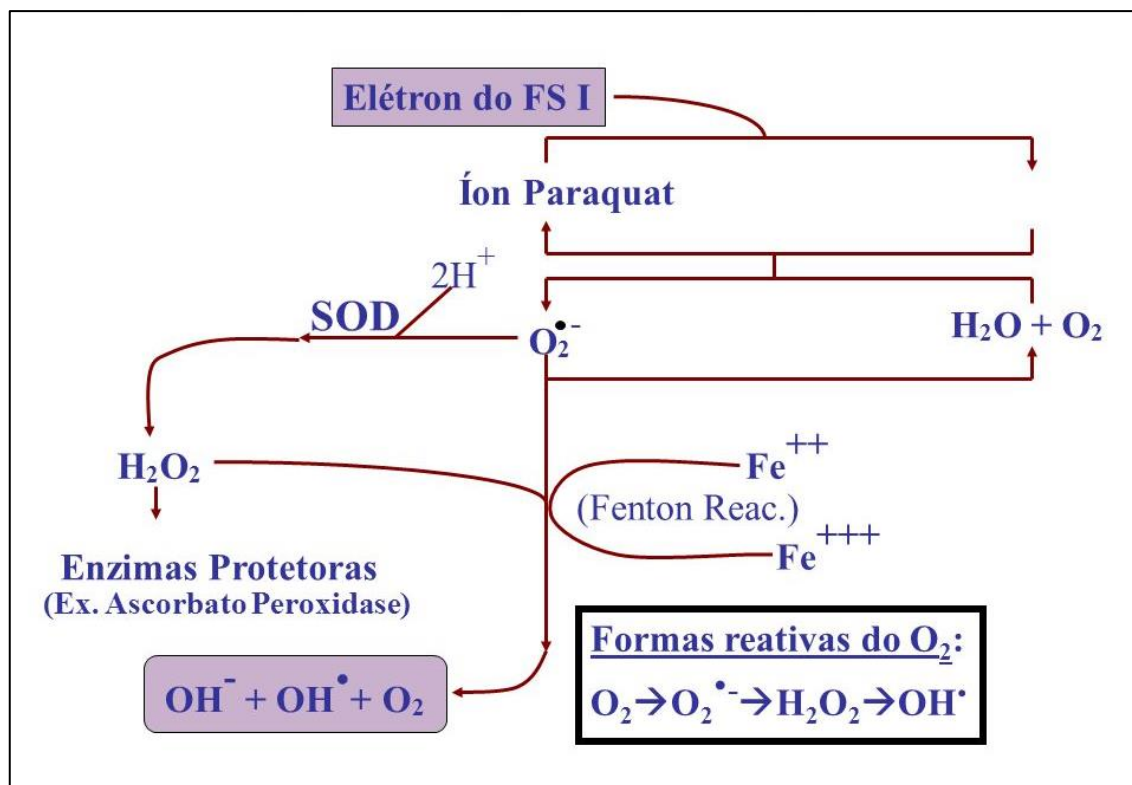 Elétron do FS I
Íon Paraquat
2H⁺
SOD
O₂•⁻
H₂O + O₂
H₂O₂
Fe⁺⁺
(Fenton Reac.)
Fe⁺⁺⁺
Enzimas Protetoras
(Ex. Ascorbato Peroxidase)
Formas reativas do O₂:
OH⁻ + OH• + O₂
O₂→O₂•⁻→H₂O₂→OH•